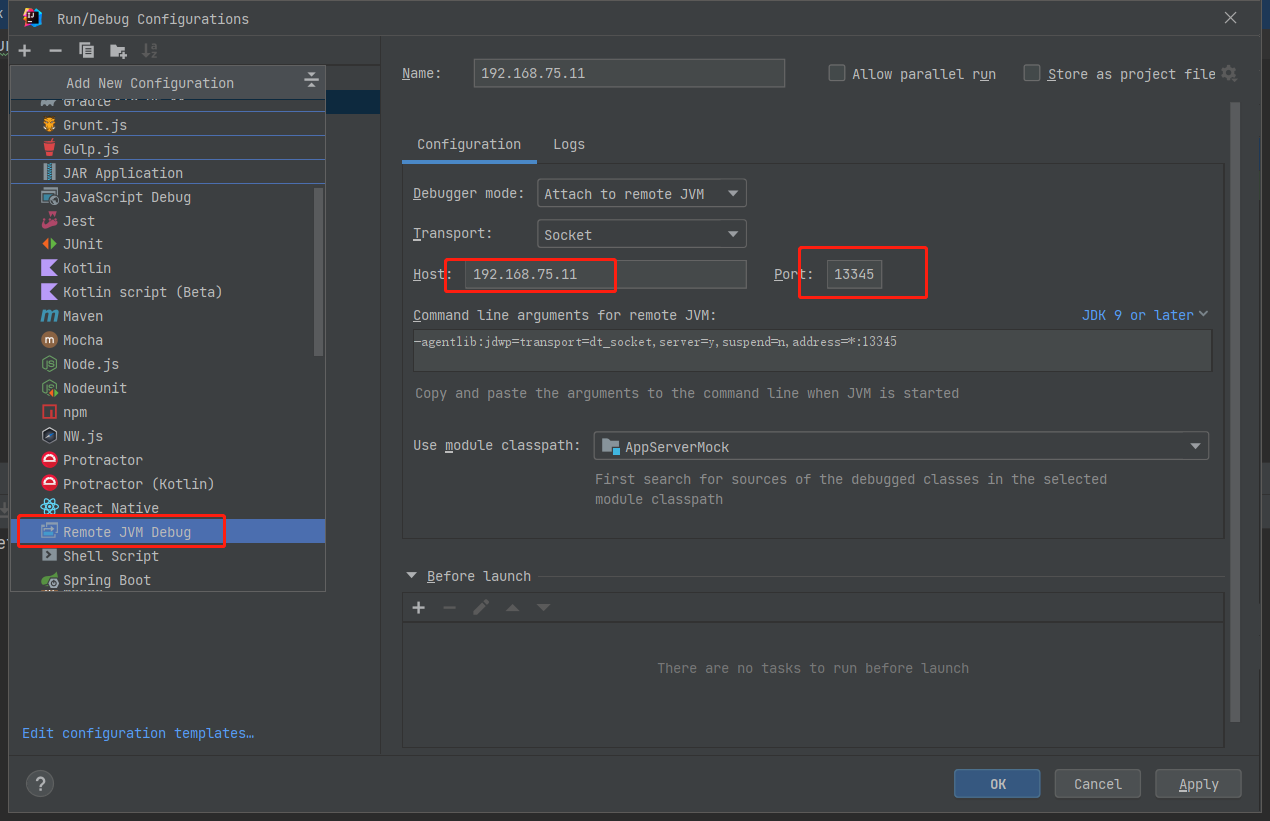 Run/Debug Configurations
Add New Configuration
Gradle
Grunt.js
Gulp.js
JAR Application
JavaScript Debug
Jest
JUnit
Kotlin
Kotlin script (Beta)
Maven
Mocha
Node.js
Nodeunit
npm
NW.js
Protractor
Protractor (Kotlin)
React Native
Remote JVM Debug
Shell Script
Spring Boot
Edit configuration templates…
Name: 192.168.75.11 Allow parallel run Store as project file
Configuration Logs
Debugger mode: Attach to remote JVM
Transport: Socket
Host: 192.168.75.11 Port: 13345
Command line arguments for remote JVM: JDK 9 or later
-agentlib:jdwp=transport=dt_socket,server=y,suspend=n,address=*:13345
Copy and paste the arguments to the command line when JVM is started
Use module classpath: AppServerMock
First search for sources of the debugged classes in the selected
module classpath
Before launch
There are no tasks to run before launch
?
OK Cancel Apply